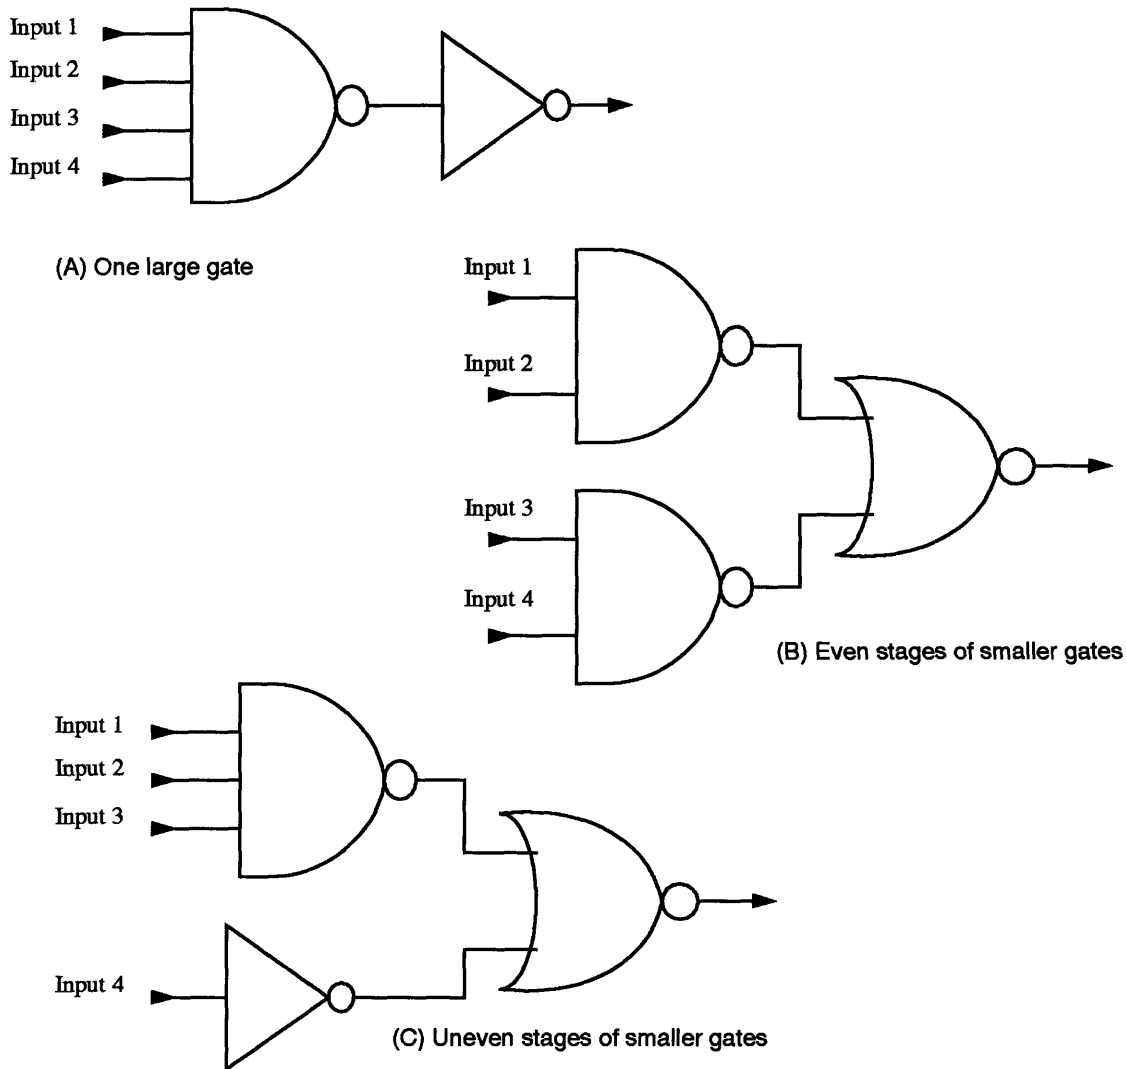 Input 1
Input 2
Input 3
Input 4
(A) One large gate
Input 1
Input 2
Input 3
Input 4
(B) Even stages of smaller gates
Input 1
Input 2
Input 3
Input 4
(C) Uneven stages of smaller gates